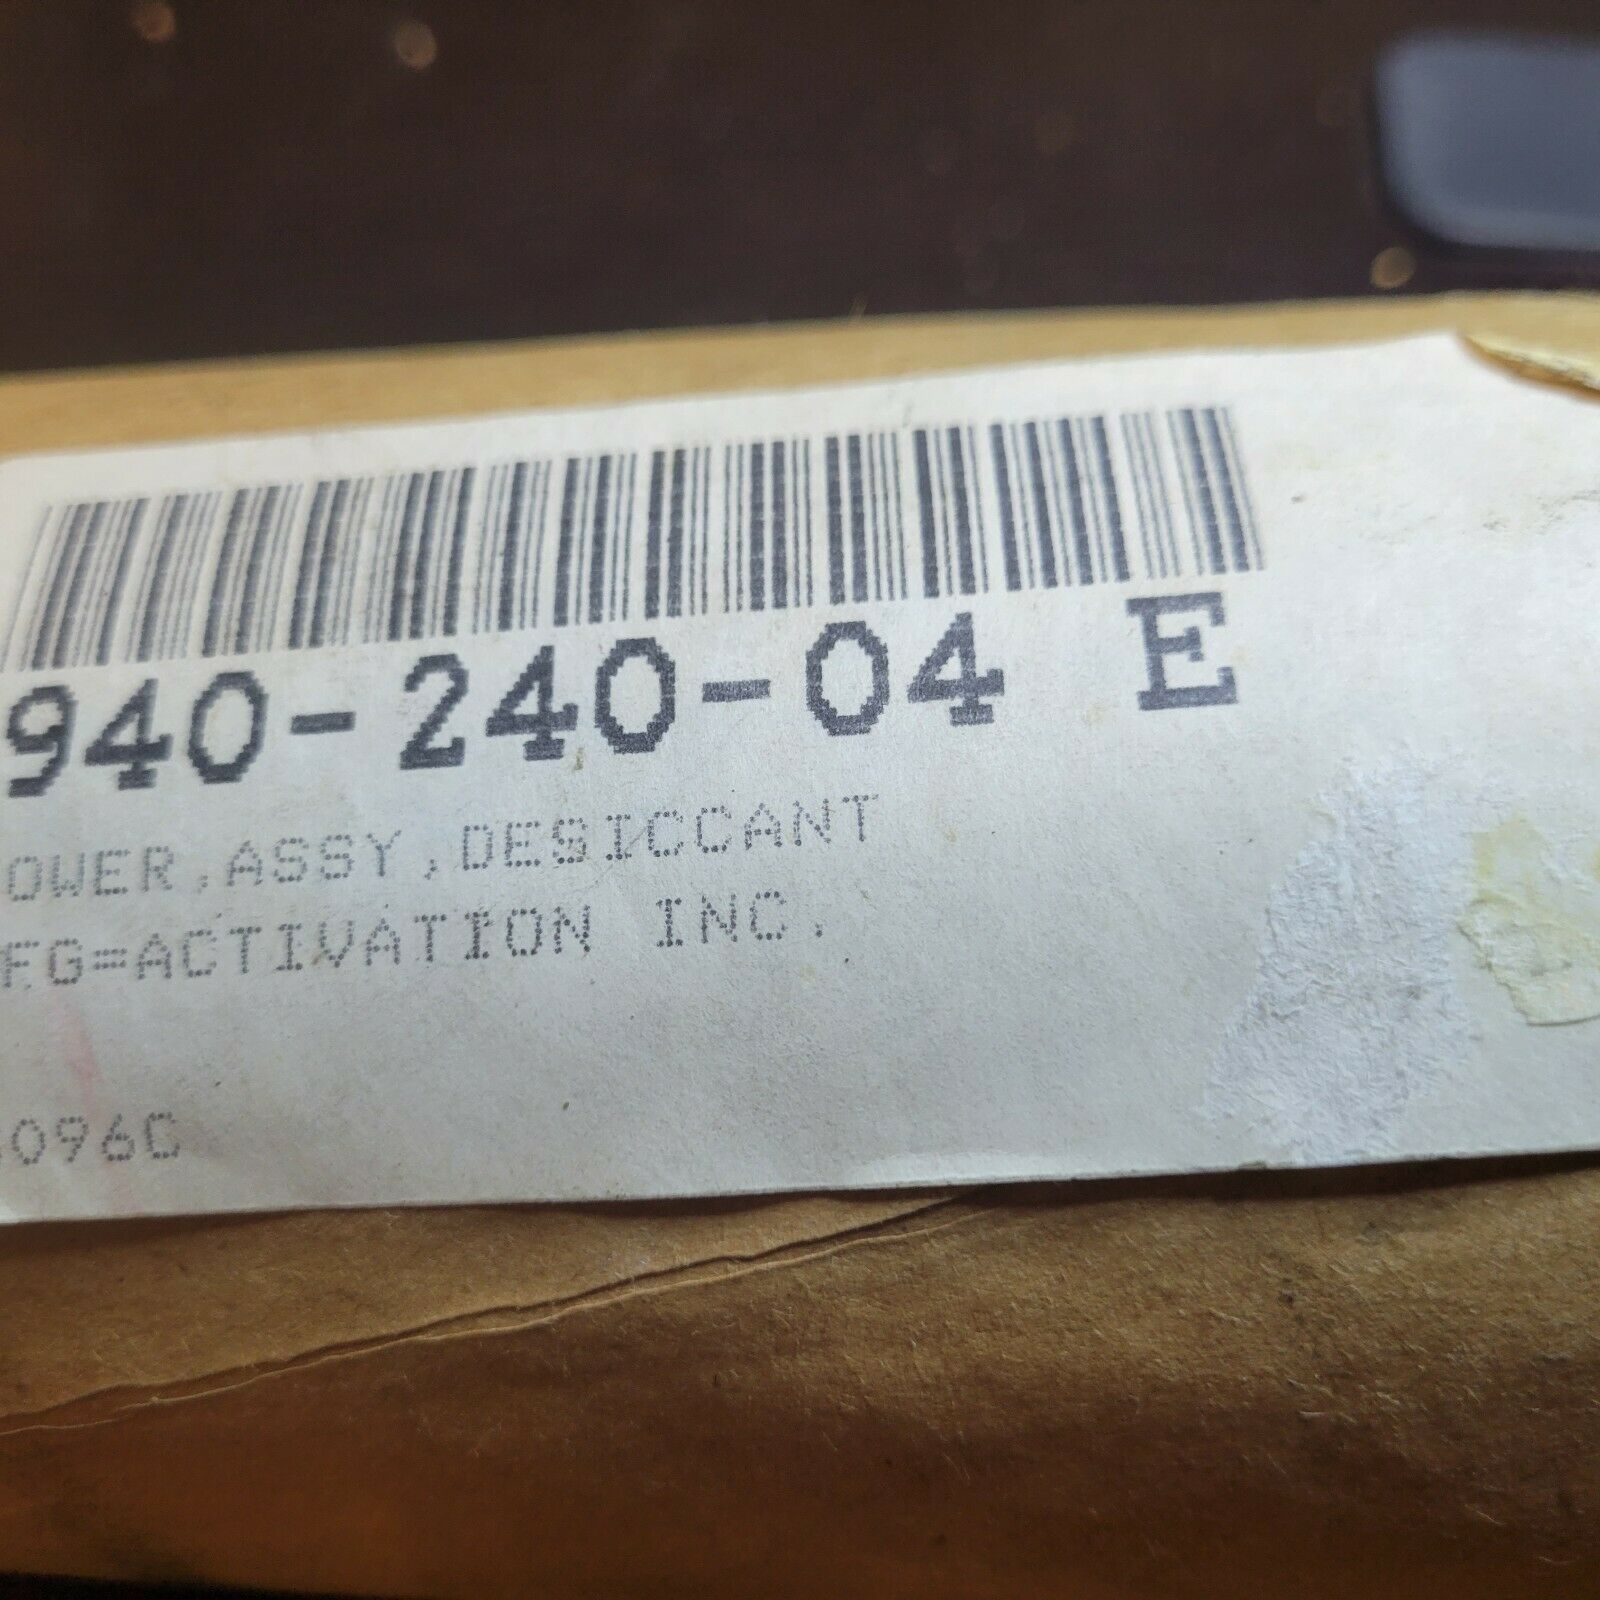 940-240-04 E
OWER,ASSY,DESICCANT
FG=ACTIVATION INC.
096C